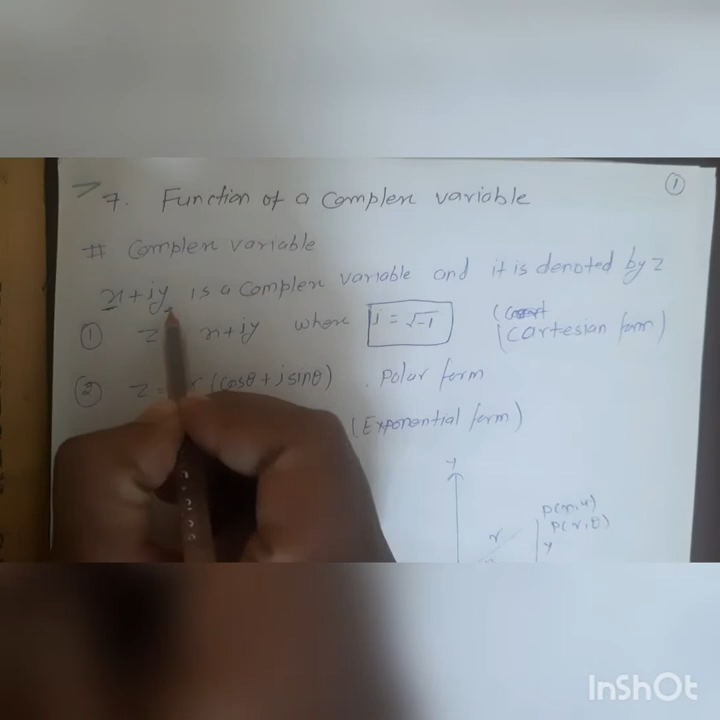 ①
7. Function of a complex variable
# Complex variable
x+iy is a complex variable and it is denoted by z
① z x+iy where i = √-1 (Cartesian form)
② z = r(cosθ + i sinθ) . Polar form
(Exponential form)
y
P(x,y)
P(r,θ)
r
y
InShOt